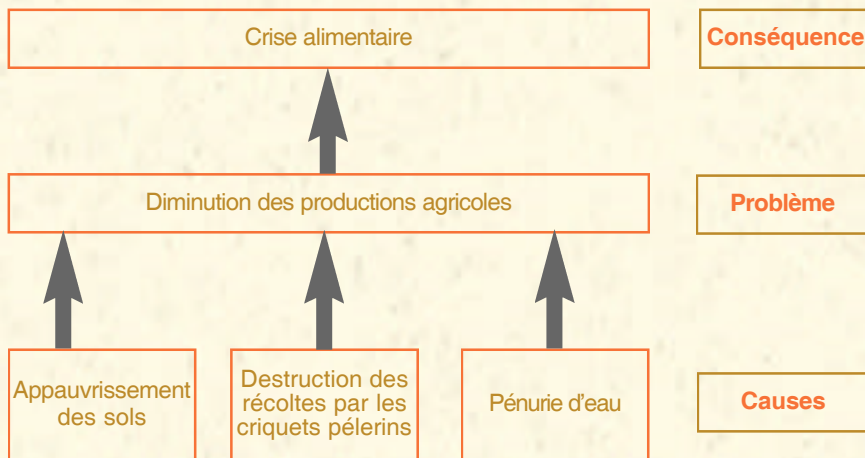 Crise alimentaire
Conséquence
Diminution des productions agricoles
Problème
Appauvrissement
des sols
Destruction des
récoltes par les
criquets pélerins
Pénurie d'eau
Causes